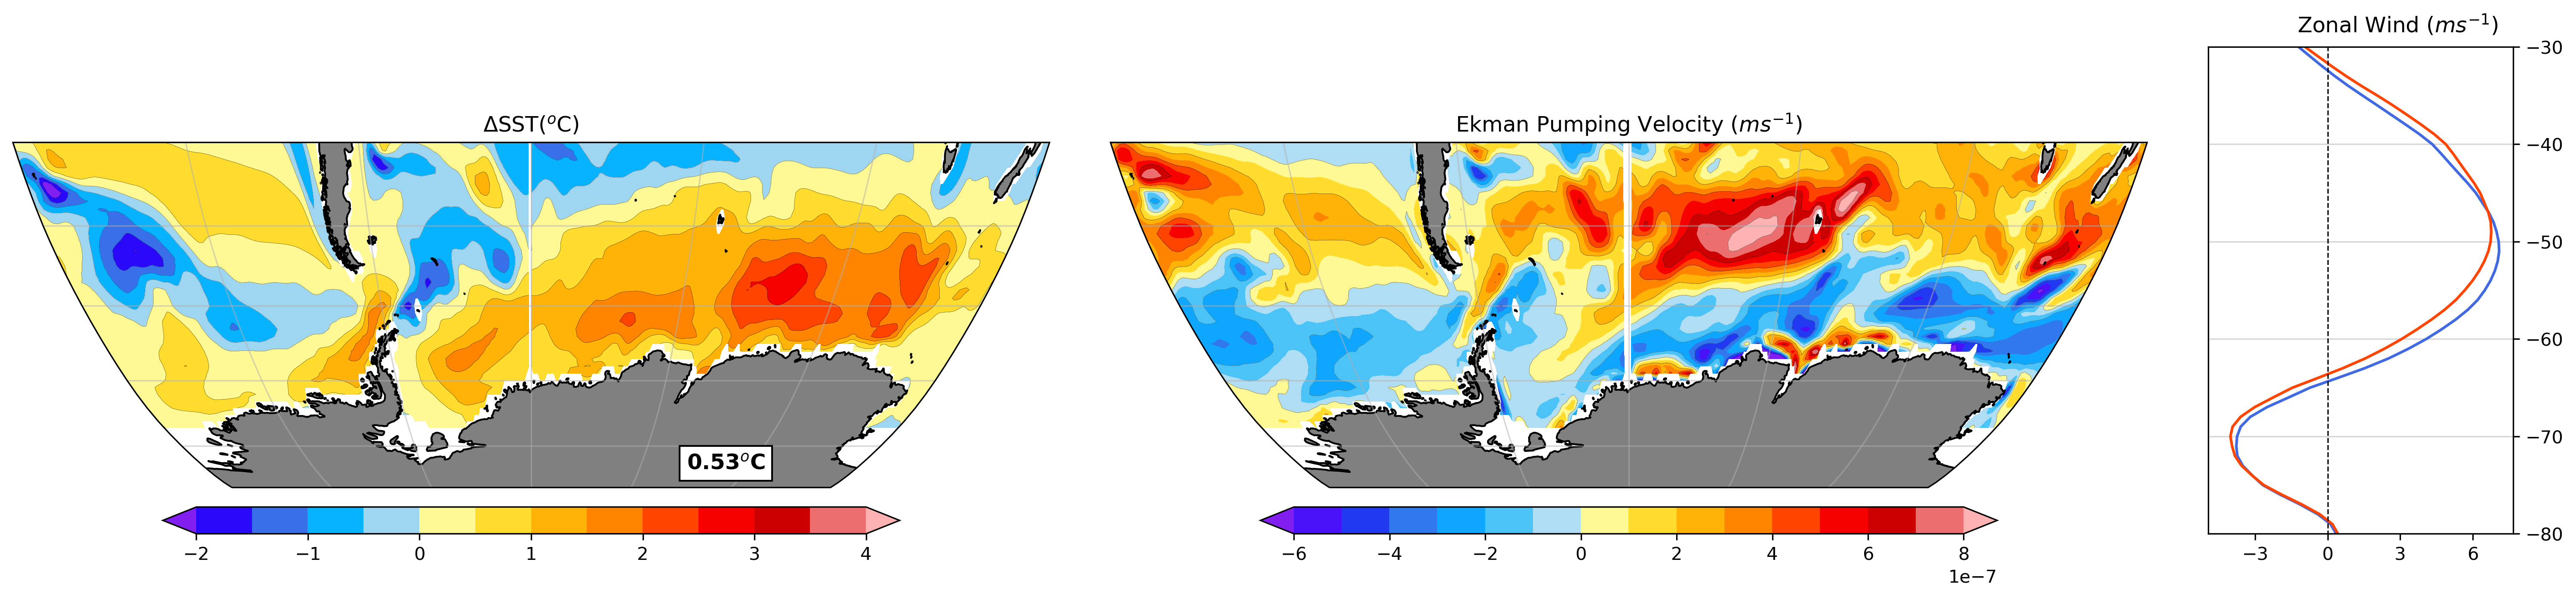 ΔSST(°C)
0.53°C
−2 −1 0 1 2 3 4
Ekman Pumping Velocity (ms⁻¹)
−6 −4 −2 0 2 4 6 8
1e−7
Zonal Wind (ms⁻¹)
−30
−40
−50
−60
−70
−80
−3 0 3 6